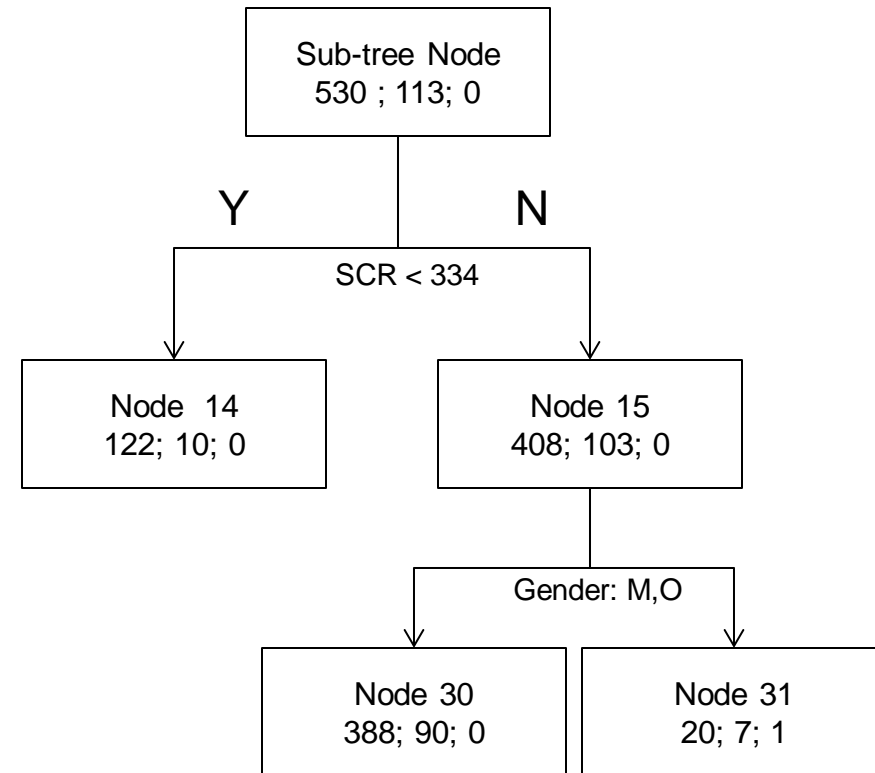 Sub-tree Node
530 ; 113; 0
Y
N
SCR < 334
Node 14
122; 10; 0
Node 15
408; 103; 0
Gender: M,O
Node 30
388; 90; 0
Node 31
20; 7; 1